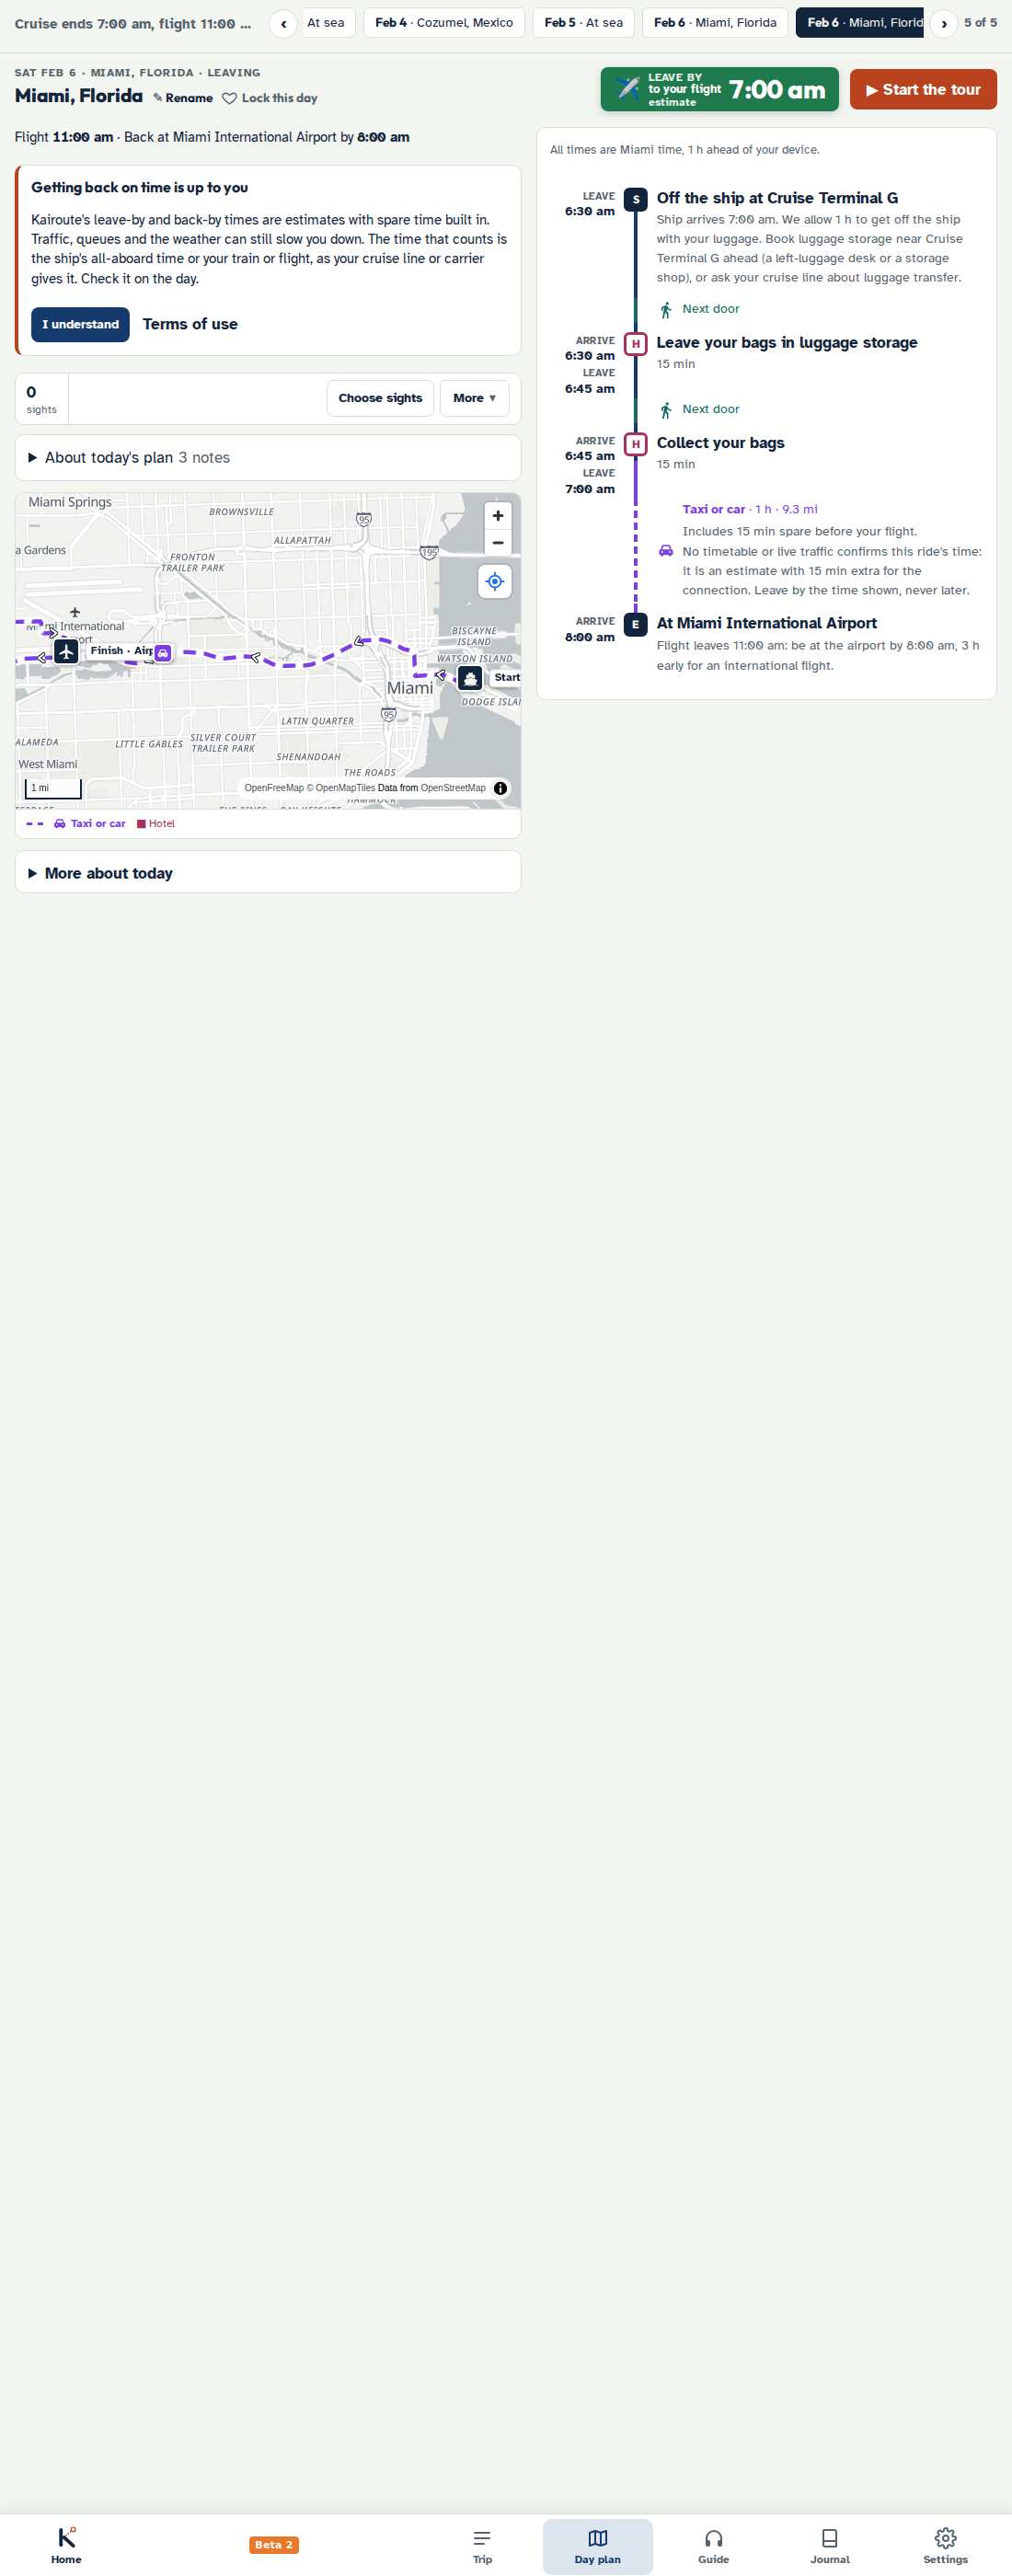 Cruise ends 7:00 am, flight 11:00 ...
‹
At sea
Feb 4 · Cozumel, Mexico
Feb 5 · At sea
Feb 6 · Miami, Florida
Feb 6 · Miami, Florid
›
5 of 5
SAT FEB 6 · MIAMI, FLORIDA · LEAVING
Miami, Florida
✎ Rename
Lock this day
LEAVE BY
to your flight
estimate
7:00 am
▶ Start the tour
Flight 11:00 am · Back at Miami International Airport by 8:00 am
Getting back on time is up to you
Kairoute's leave-by and back-by times are estimates with spare time built in.
Traffic, queues and the weather can still slow you down. The time that counts is
the ship's all-aboard time or your train or flight, as your cruise line or carrier
gives it. Check it on the day.
I understand
Terms of use
0
sights
Choose sights
More ▼
▶ About today's plan 3 notes
Miami Springs
BROWNSVILLE
95
ALLAPATTAH
195
a Gardens
FRONTON
TRAILER PARK
+
−
International
Finish · Airp
BISCAYNE
ISLAND
WATSON ISLAND
Start
Miami
DODGE ISLAN
95
LATIN QUARTER
ALAMEDA
LITTLE GABLES
SILVER COURT
TRAILER PARK
SHENANDOAH
West Miami
THE ROADS
1 mi
OpenFreeMap © OpenMapTiles Data from OpenStreetMap
Taxi or car
Hotel
▶ More about today
All times are Miami time, 1 h ahead of your device.
LEAVE
6:30 am
S
Off the ship at Cruise Terminal G
Ship arrives 7:00 am. We allow 1 h to get off the ship
with your luggage. Book luggage storage near Cruise
Terminal G ahead (a left-luggage desk or a storage
shop), or ask your cruise line about luggage transfer.
Next door
ARRIVE
6:30 am
LEAVE
6:45 am
H
Leave your bags in luggage storage
15 min
Next door
ARRIVE
6:45 am
LEAVE
7:00 am
H
Collect your bags
15 min
Taxi or car · 1 h · 9.3 mi
Includes 15 min spare before your flight.
No timetable or live traffic confirms this ride's time:
it is an estimate with 15 min extra for the
connection. Leave by the time shown, never later.
ARRIVE
8:00 am
E
At Miami International Airport
Flight leaves 11:00 am; be at the airport by 8:00 am, 3 h
early for an international flight.
Home
Beta 2
Trip
Day plan
Guide
Journal
Settings